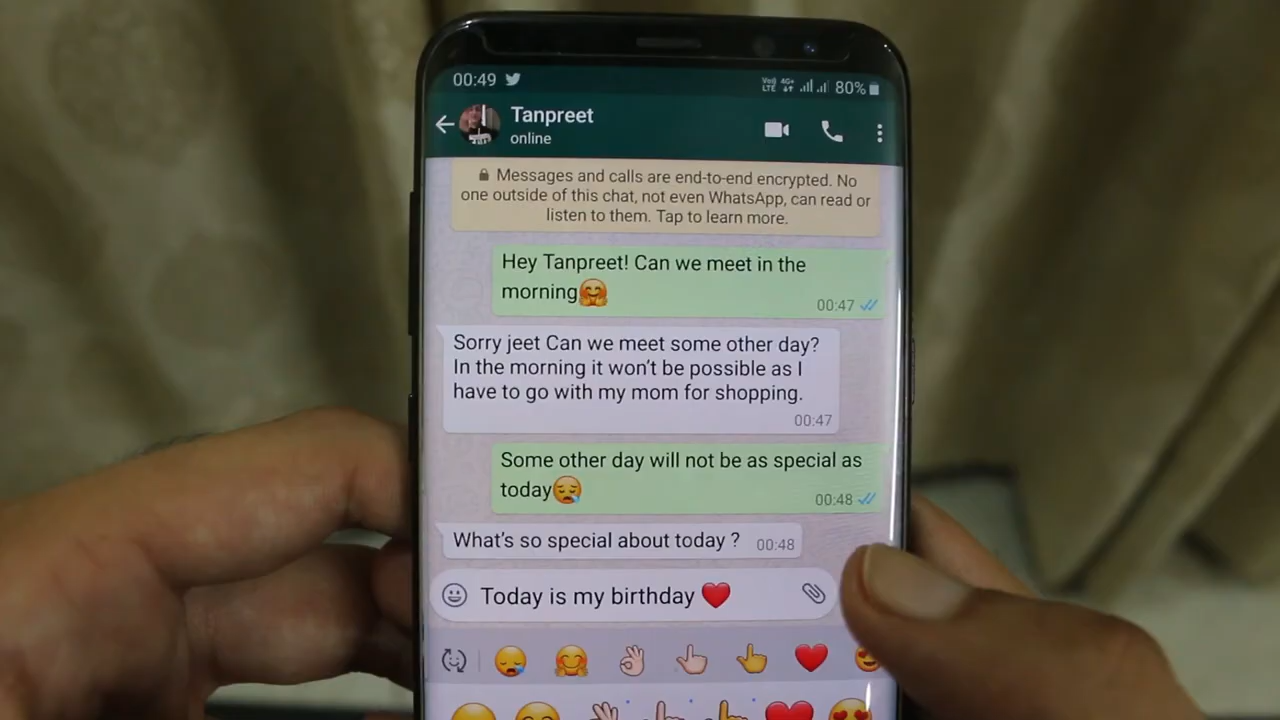 00:49 VoLTE 4G+ 80%
Tanpreet
online
Messages and calls are end-to-end encrypted. No
one outside of this chat, not even WhatsApp, can read or
listen to them. Tap to learn more.
Hey Tanpreet! Can we meet in the
morning🤗
00:47
Sorry jeet Can we meet some other day?
In the morning it won't be possible as I
have to go with my mom for shopping.
00:47
Some other day will not be as special as
today😪
00:48
What's so special about today ? 00:48
Today is my birthday ❤️